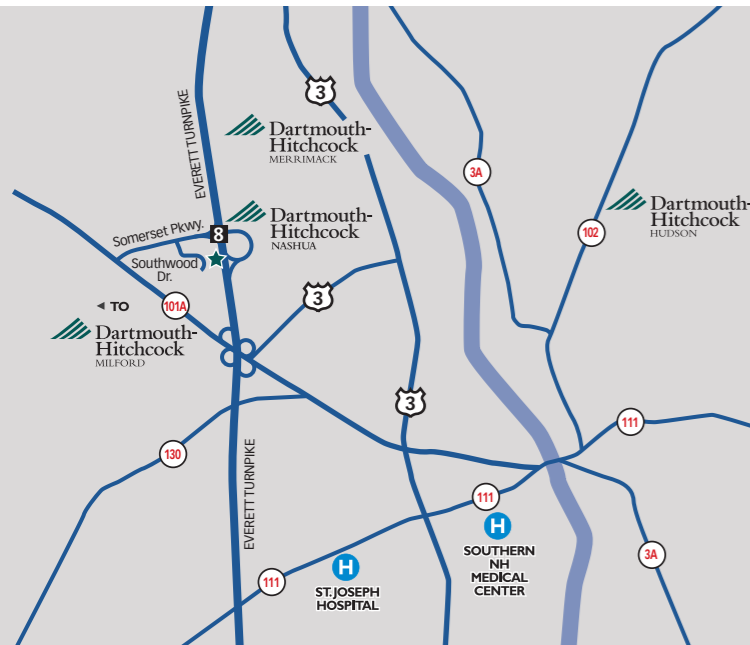 3
EVERETT TURNPIKE
Dartmouth-
Hitchcock
MERRIMACK
3A
Dartmouth-
Hitchcock
HUDSON
102
Somerset Pkwy.
8
Dartmouth-
Hitchcock
NASHUA
Southwood
Dr.
◄ TO
101A
3
Dartmouth-
Hitchcock
MILFORD
3
111
130
EVERETT TURNPIKE
111
H
SOUTHERN
NH
MEDICAL
CENTER
3A
H
ST.JOSEPH
HOSPITAL
111